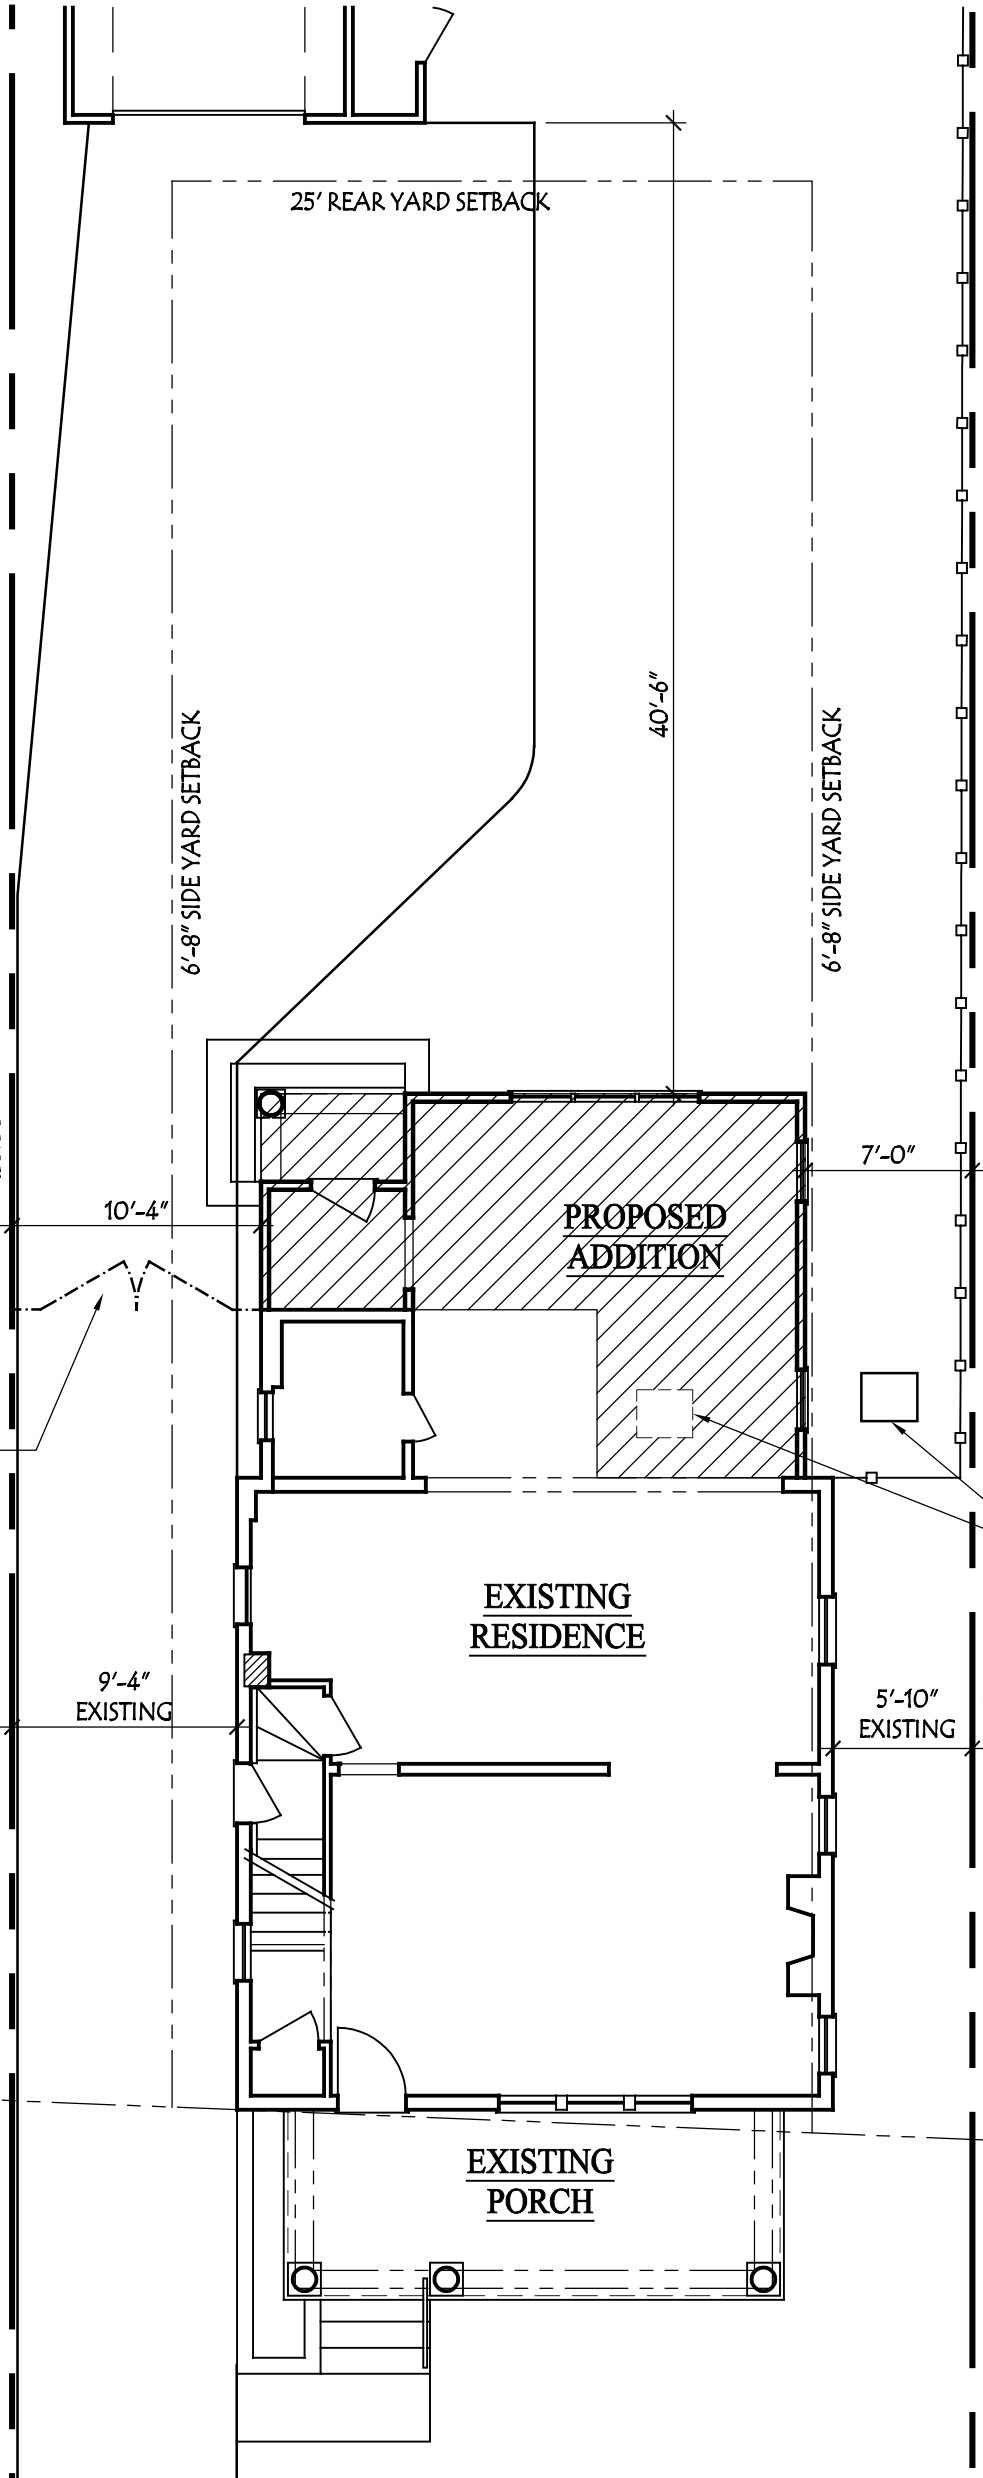 25' REAR YARD SETBACK
40'-6"
6'-8" SIDE YARD SETBACK
6'-8" SIDE YARD SETBACK
7'-0"
10'-4"
PROPOSED
ADDITION
EXISTING
RESIDENCE
9'-4"
EXISTING
5'-10"
EXISTING
EXISTING
PORCH